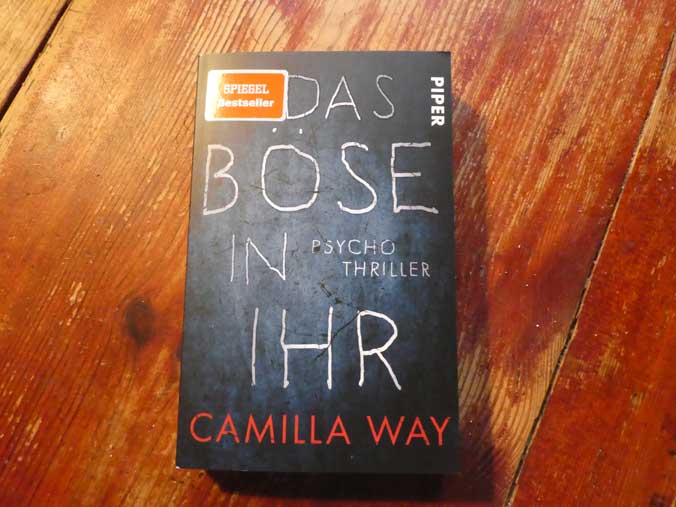 SPIEGEL
Bestseller
DAS
BÖSE
IN
PSYCHO
THRILLER
IHR
CAMILLA WAY
PIPER